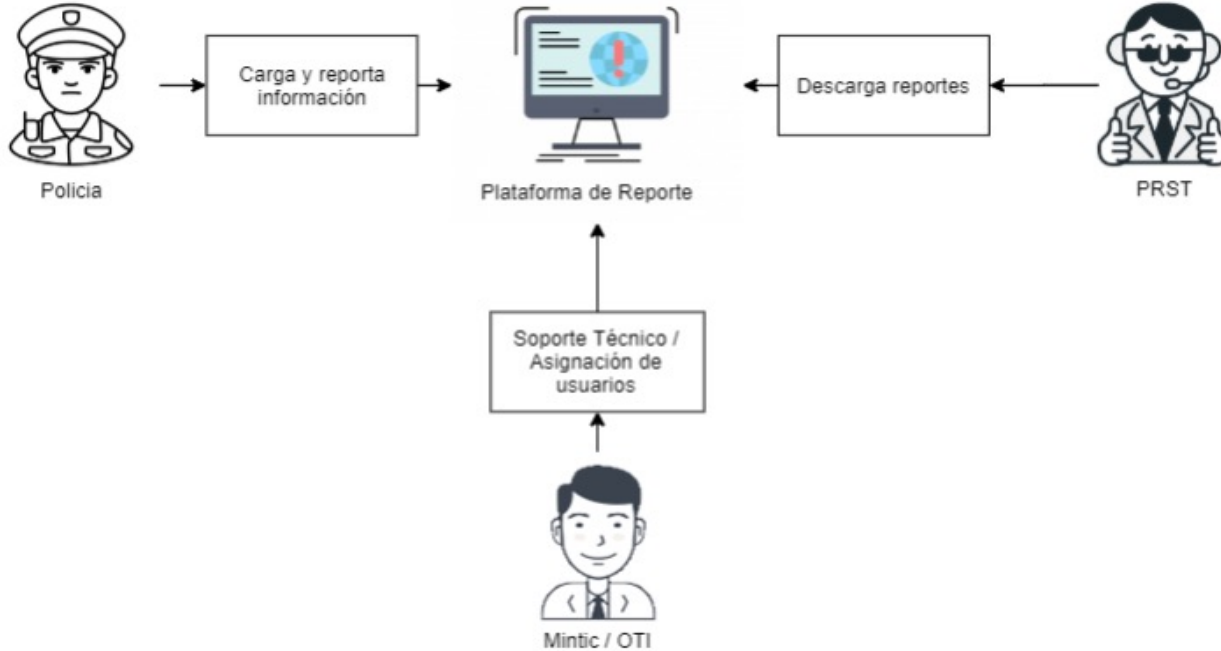 Carga y reporta
información
Descarga reportes
Policia
Plataforma de Reporte
PRST
Soporte Técnico /
Asignación de
usuarios
Mintic / OTI